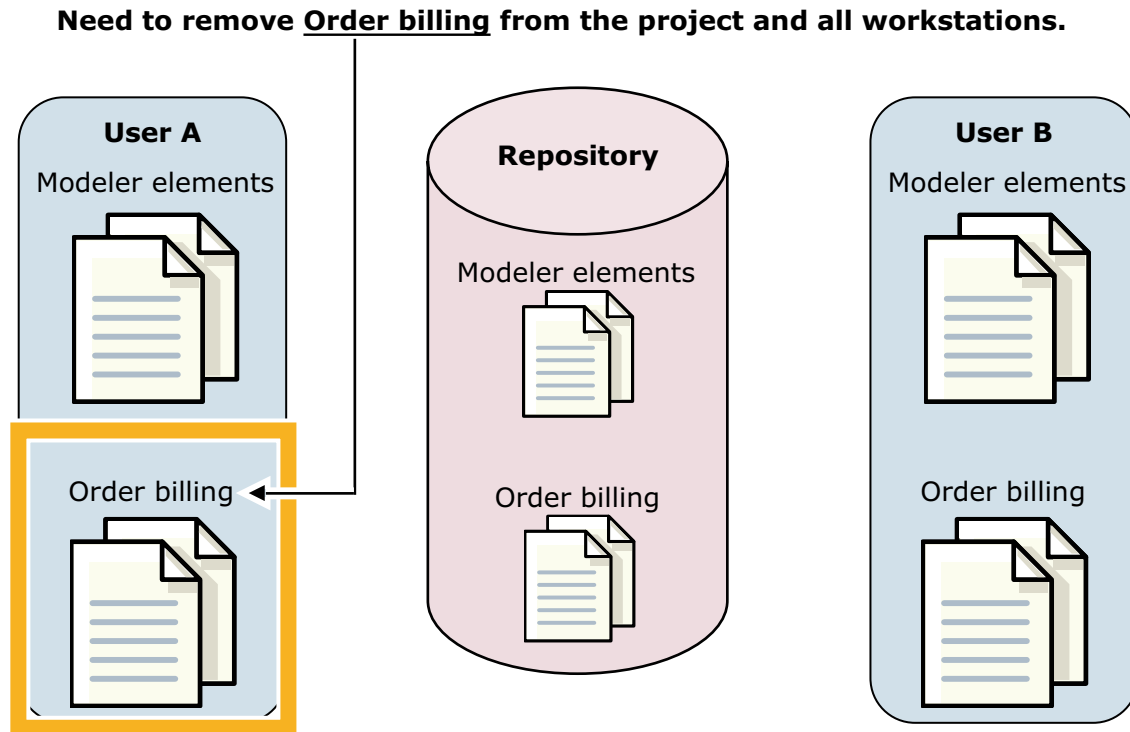 Need to remove Order billing from the project and all workstations.
User A
Modeler elements
Order billing
Repository
Modeler elements
Order billing
User B
Modeler elements
Order billing